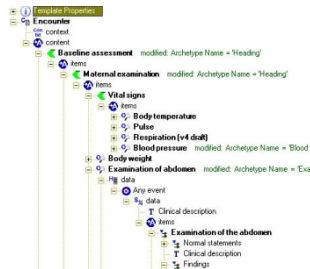 Template Properties
Encounter
context
content
Baseline assessment modified: Archetype Name = 'Heading'
items
Maternal examination modified: Archetype Name = 'Heading'
items
Vital signs
items
Body temperature
Pulse
Respiration [v4 draft]
Blood pressure modified: Archetype Name = 'Blood
Body weight
Examination of abdomen modified: Archetype Name = 'Exa
data
Any event
data
T Clinical description
items
Examination of the abdomen
Normal statements
T Clinical description
Findings